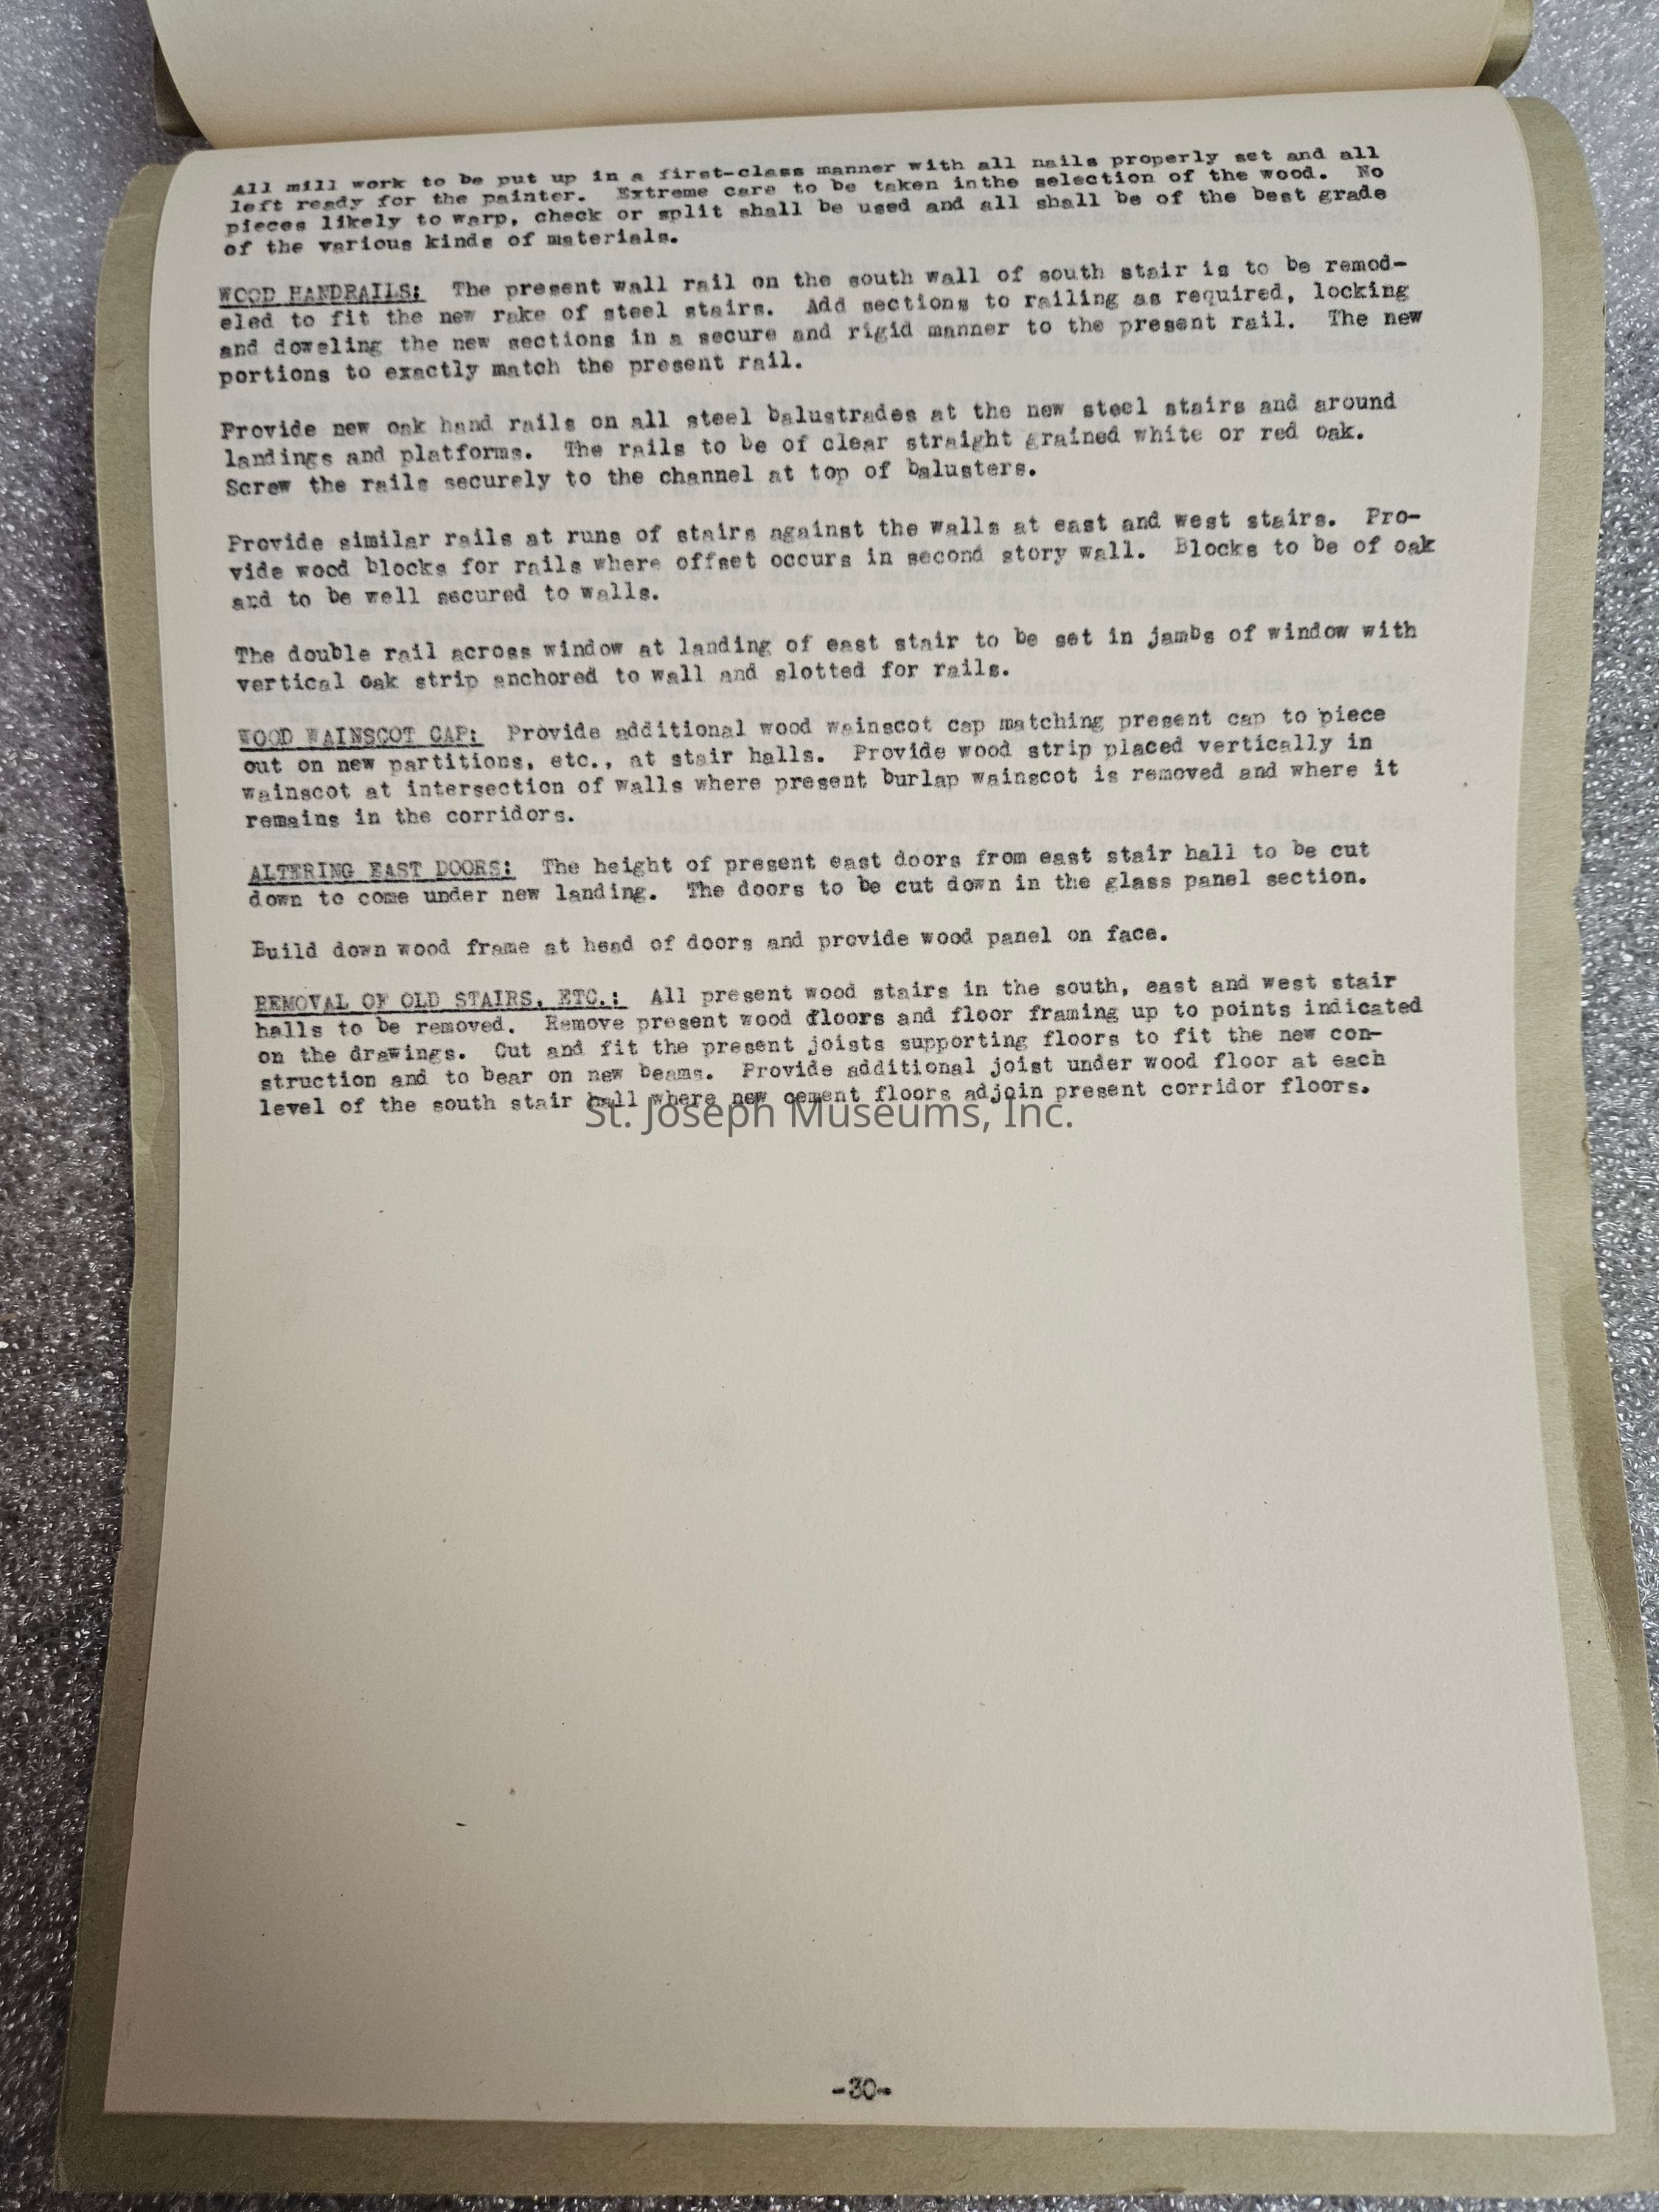 All mill work to be put up in a first-class manner with all nails properly set and all
left ready for the painter. Extreme care to be taken inthe selection of the wood. No
pieces likely to warp, check or split shall be used and all shall be of the best grade
of the various kinds of materials.
WOOD HANDRAILS: The present wall rail on the south wall of south stair is to be remod-
eled to fit the new rake of steel stairs. Add sections to railing as required, locking
and doweling the new sections in a secure and rigid manner to the present rail. The new
portions to exactly match the present rail.
Provide new oak hand rails on all steel balustrades at the new steel stairs and around
landings and platforms. The rails to be of clear straight grained white or red oak.
Screw the rails securely to the channel at top of balusters.
Provide similar rails at runs of stairs against the walls at east and west stairs. Pro-
vide wood blocks for rails where offset occurs in second story wall. Blocks to be of oak
and to be well secured to walls.
The double rail across window at landing of east stair to be set in jambs of window with
vertical oak strip anchored to wall and slotted for rails.
WOOD WAINSCOT CAP: Provide additional wood wainscot cap matching present cap to piece
out on new partitions, etc., at stair halls. Provide wood strip placed vertically in
wainscot at intersection of walls where present burlap wainscot is removed and where it
remains in the corridors.
ALTERING EAST DOORS: The height of present east doors from east stair hall to be cut
down to come under new landing. The doors to be cut down in the glass panel section.
Build down wood frame at head of doors and provide wood panel on face.
REMOVAL OF OLD STAIRS, ETC.: All present wood stairs in the south, east and west stair
halls to be removed. Remove present wood floors and floor framing up to points indicated
on the drawings. Cut and fit the present joists supporting floors to fit the new con-
struction and to bear on new beams. Provide additional joist under wood floor at each
level of the south stair hall where new cement floors adjoin present corridor floors.
St. Joseph Museums, Inc.
-30-